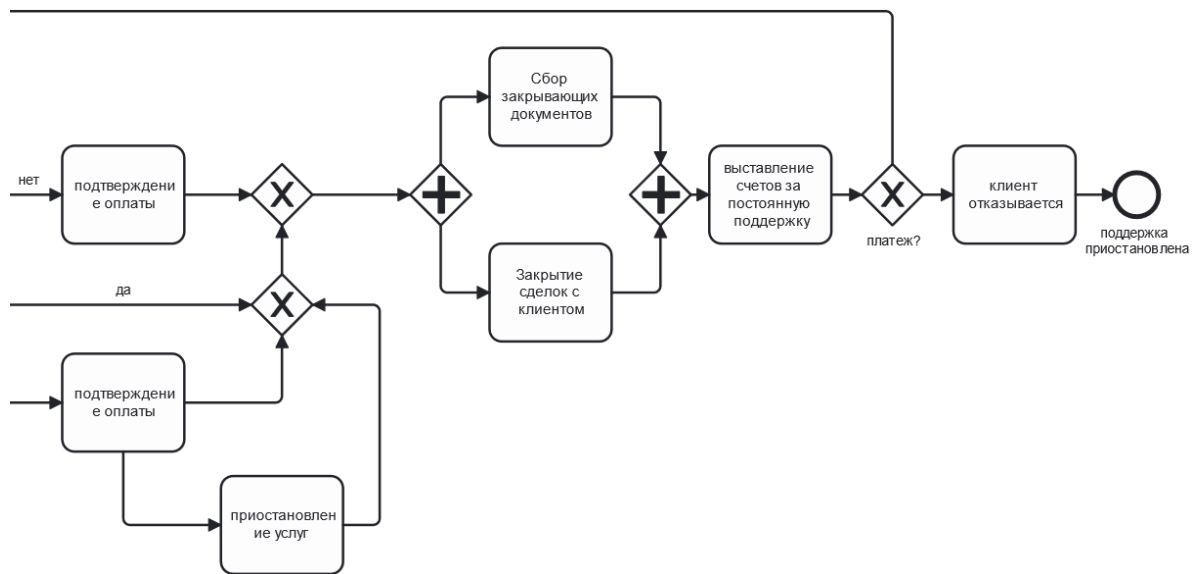 Сбор
закрывающих
документов
нет
подтверждени
е оплаты
X
выставление
счетов за
постоянную
поддержку
X
платеж?
клиент
отказывается
поддержка
приостановлена
да
X
Закрытие
сделок с
клиентом
подтверждени
е оплаты
приостановлен
ие услуг